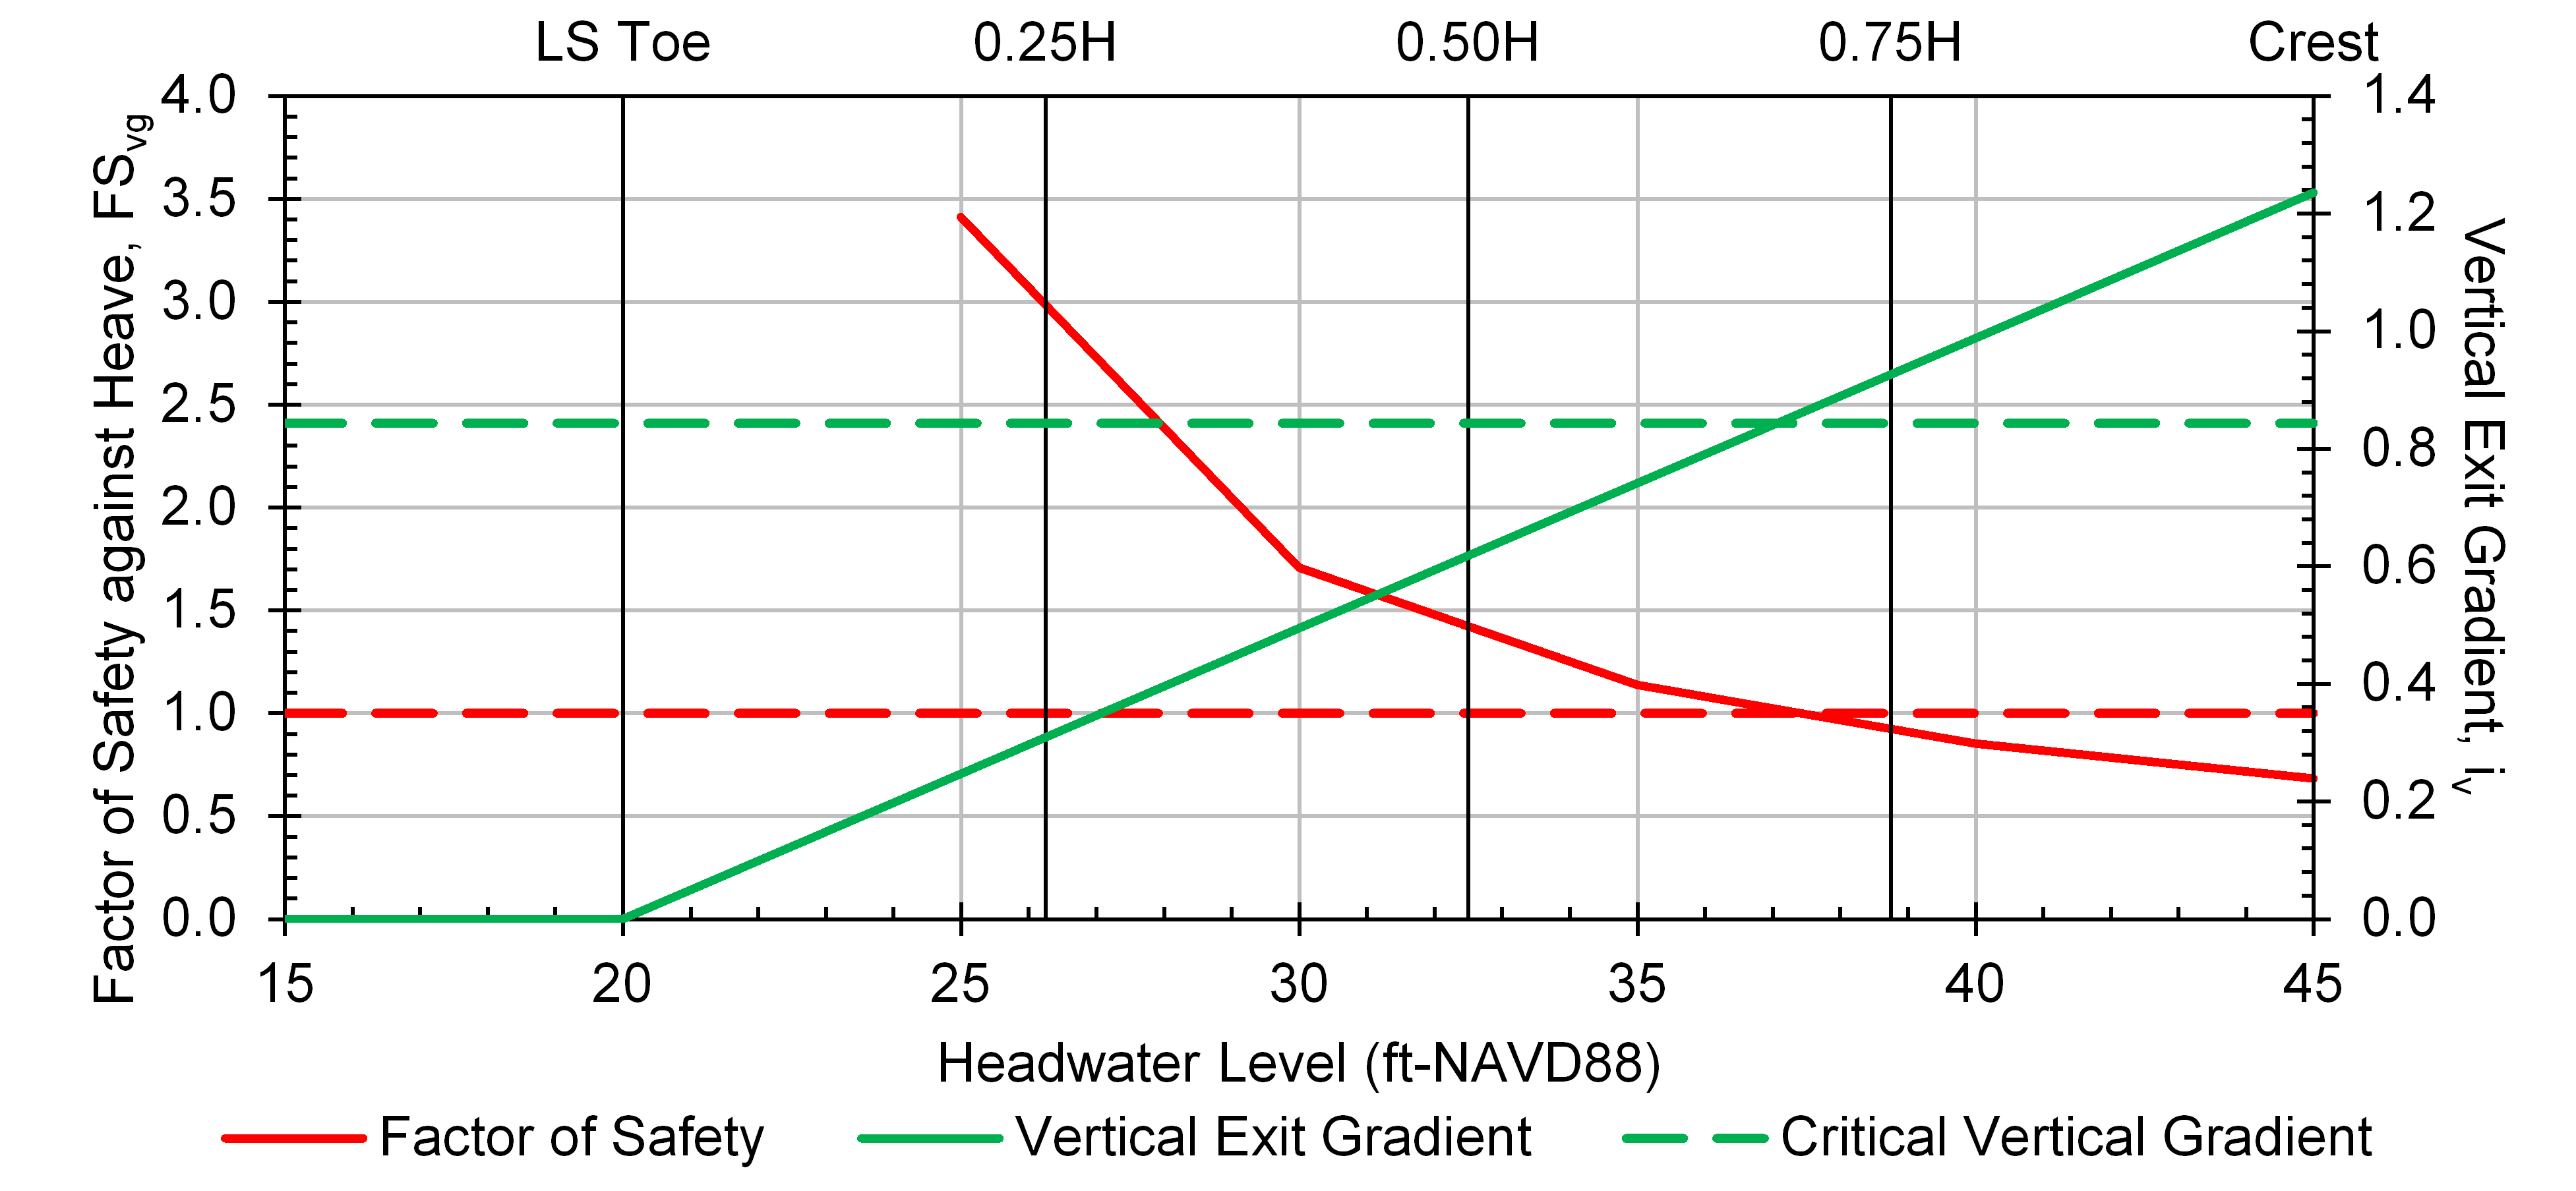 LS Toe 0.25H 0.50H 0.75H Crest
Factor of Safety against Heave, FSvg
4.0
3.5
3.0
2.5
2.0
1.5
1.0
0.5
0.0
1.4
1.2
1.0
0.8
0.6
0.4
0.2
0.0
Vertical Exit Gradient, iv
15 20 25 30 35 40 45
Headwater Level (ft-NAVD88)
Factor of Safety Vertical Exit Gradient Critical Vertical Gradient